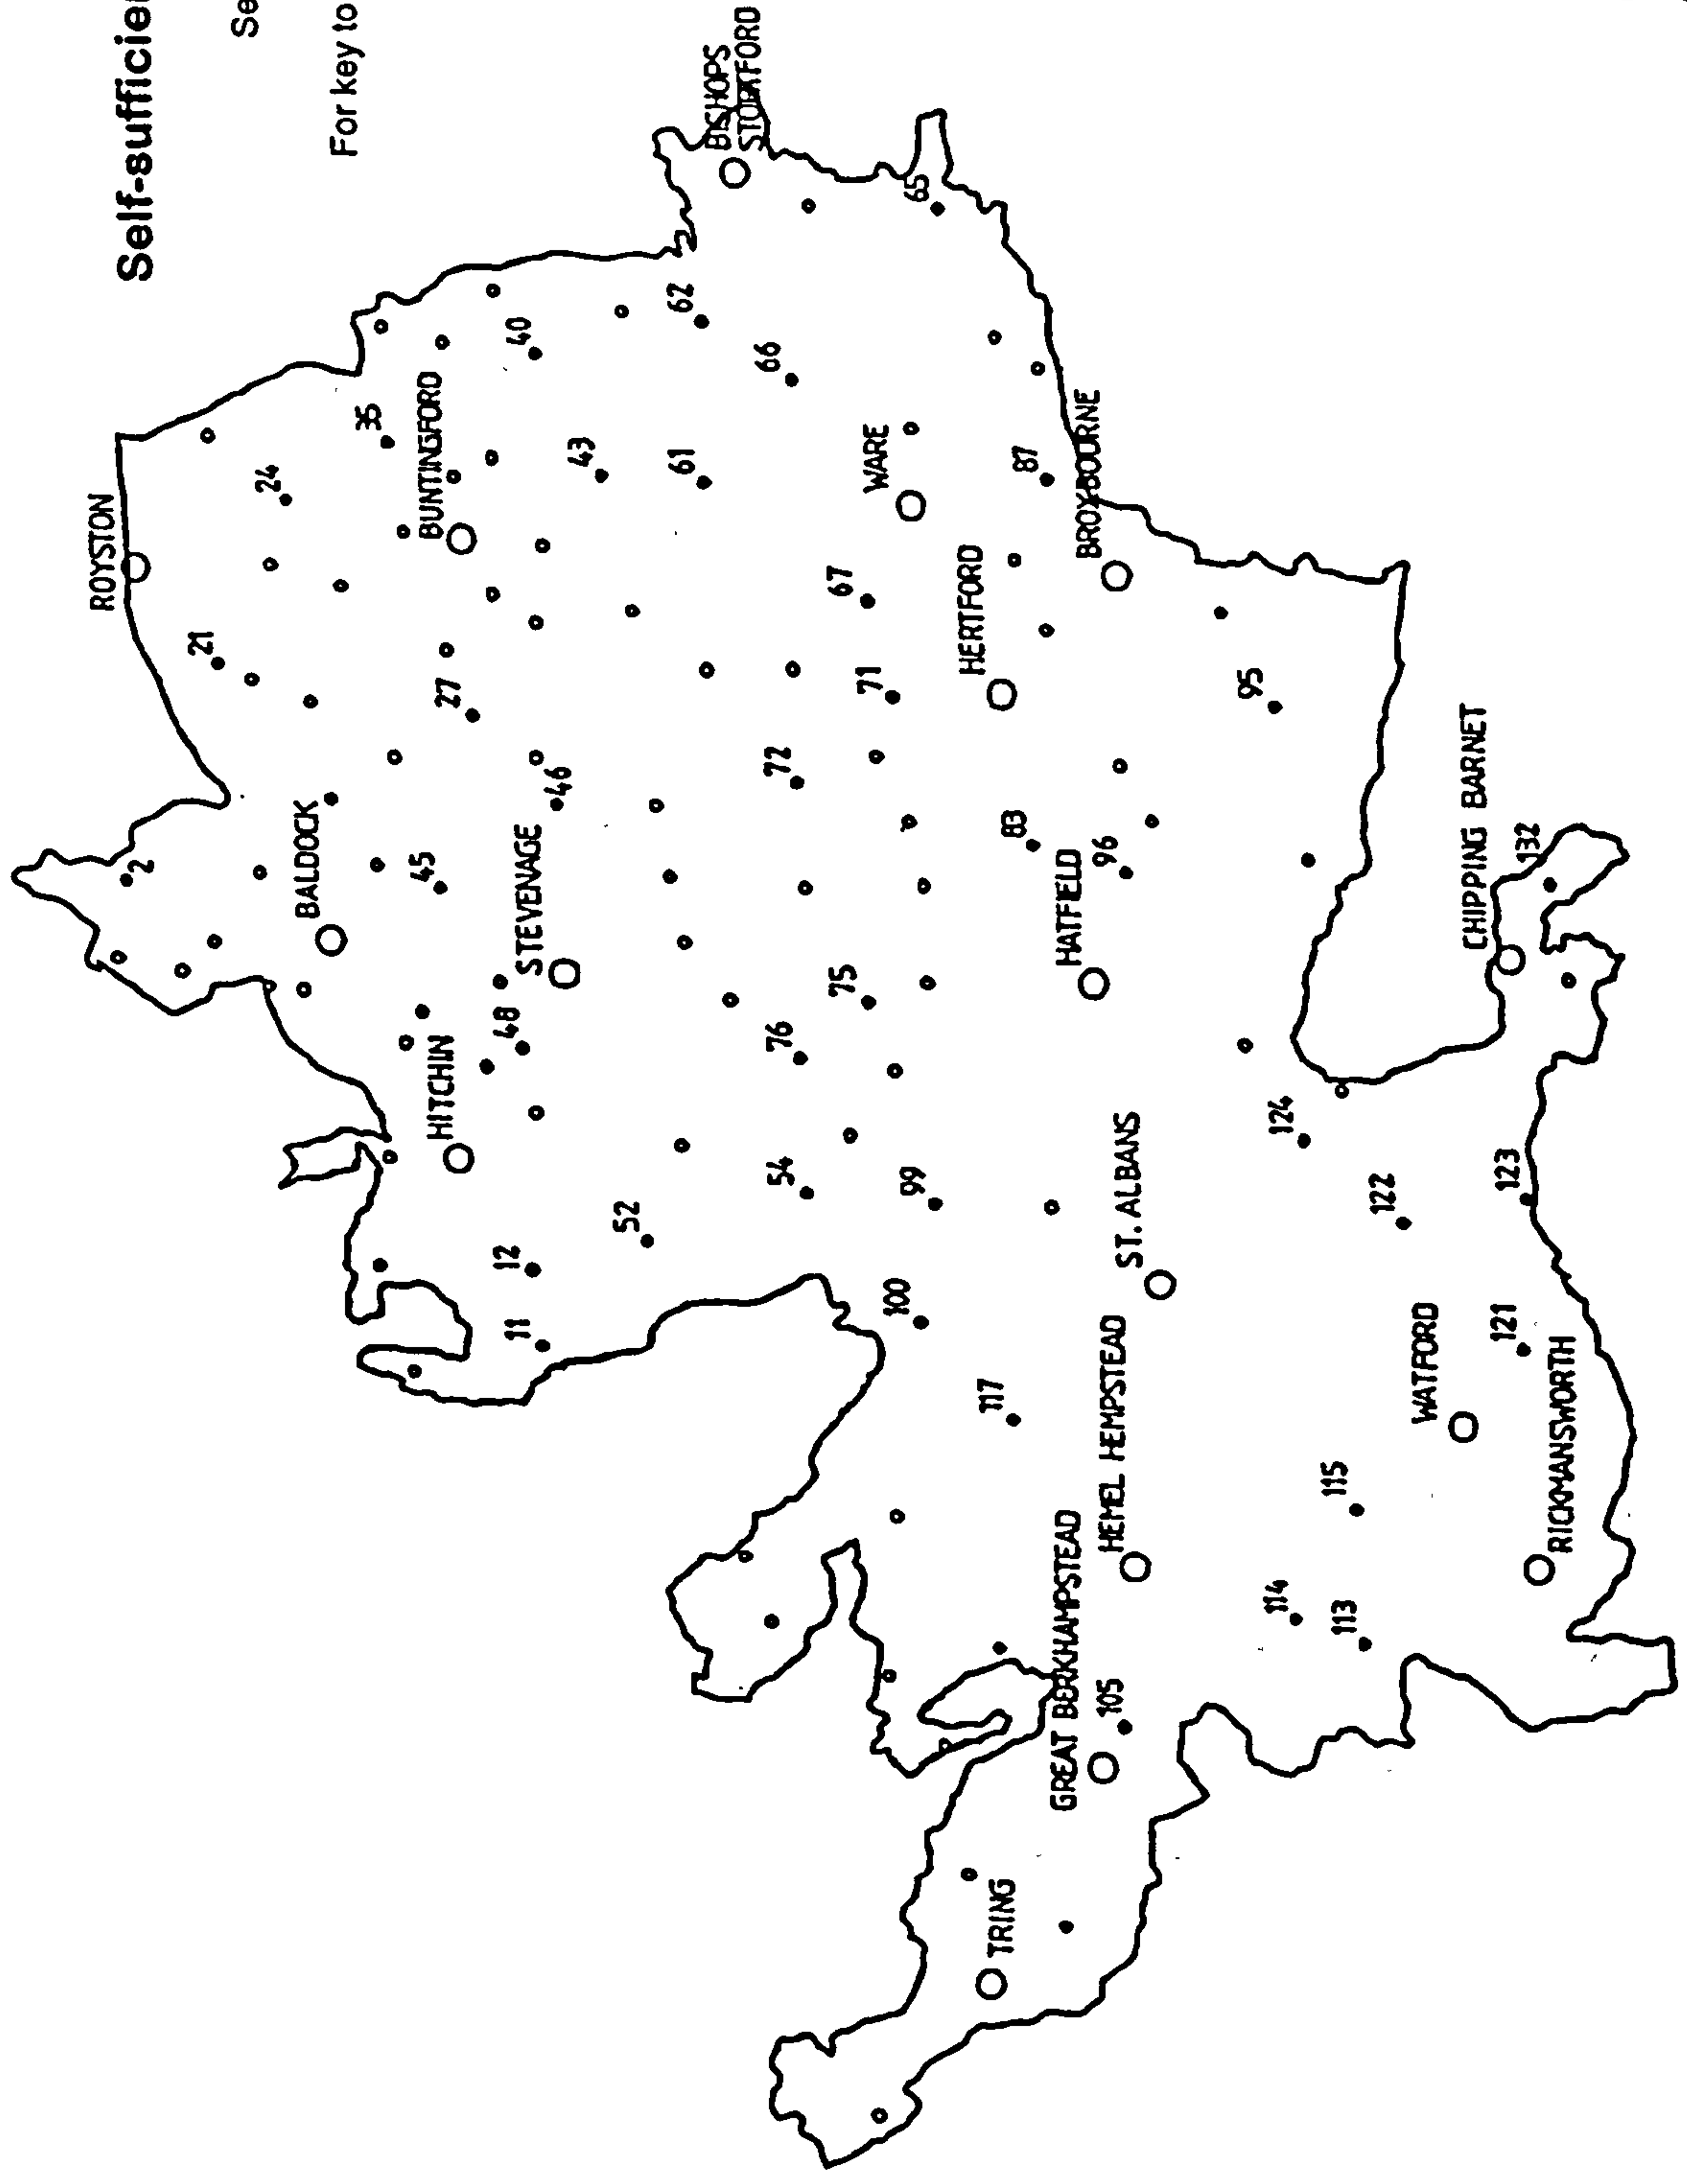 Self-sufficie
Se
For key to
ROYSTON
21
24
35
2
BALDOCK
27
BUNTINGFORD
40
45
46
43
HITCHIN
48
STEVENAGE
61
62
BISHOPS
STORTFORD
12
11
52
72
66
76
54
75
71
67
WARE
65
99
100
HERTFORD
83
87
117
HATFIELD
96
BROXBOURNE
ST. ALBANS
HEMEL HEMPSTEAD
GREAT BERKHAMPSTEAD
105
TRING
95
124
114
113
115
122
WATFORD
CHIPPING BARNET
132
123
121
RICKMANSWORTH